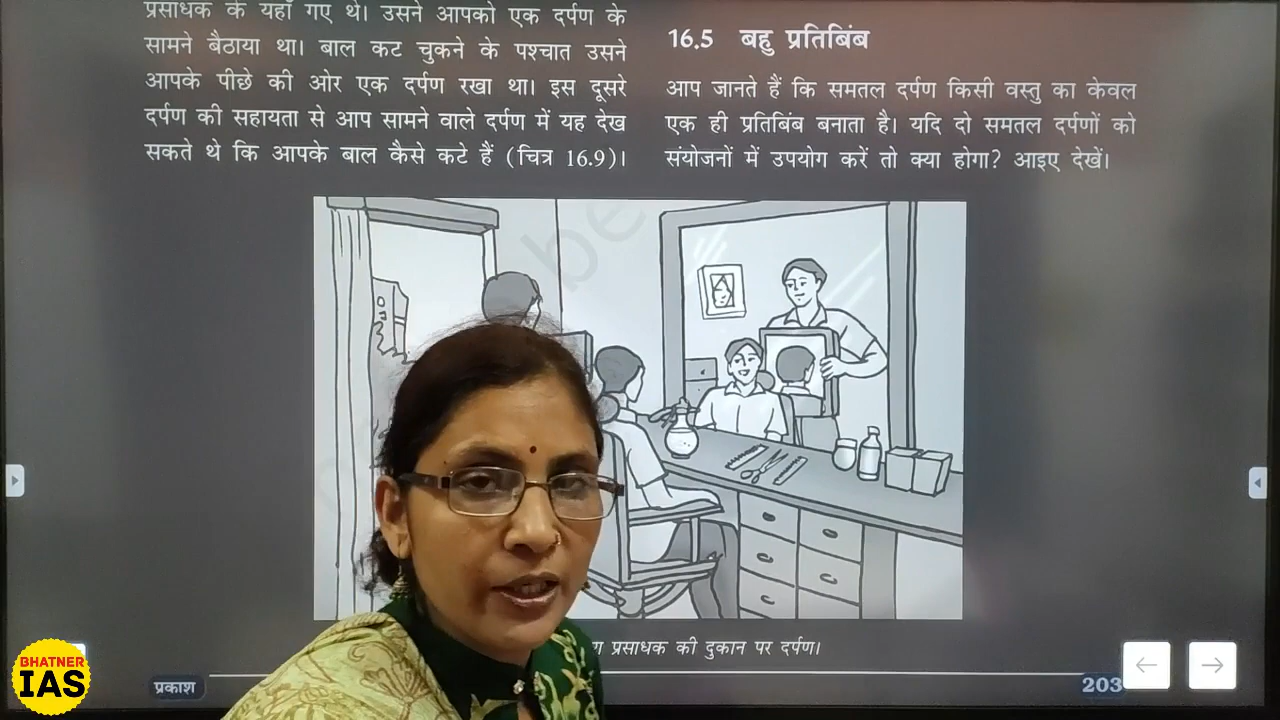 प्रसाधक के यहाँ गए थे। उसने आपको एक दर्पण के
सामने बैठाया था। बाल कट चुकने के पश्चात उसने
आपके पीछे की ओर एक दर्पण रखा था। इस दूसरे
दर्पण की सहायता से आप सामने वाले दर्पण में यह देख
सकते थे कि आपके बाल कैसे कटे हैं (चित्र 16.9)।
16.5 बहु प्रतिबिंब
आप जानते हैं कि समतल दर्पण किसी वस्तु का केवल
एक ही प्रतिबिंब बनाता है। यदि दो समतल दर्पणों को
संयोजनों में उपयोग करें तो क्या होगा? आइए देखें।
be
प्रसाधक की दुकान पर दर्पण।
प्रकाश
203
BHATNER
IAS